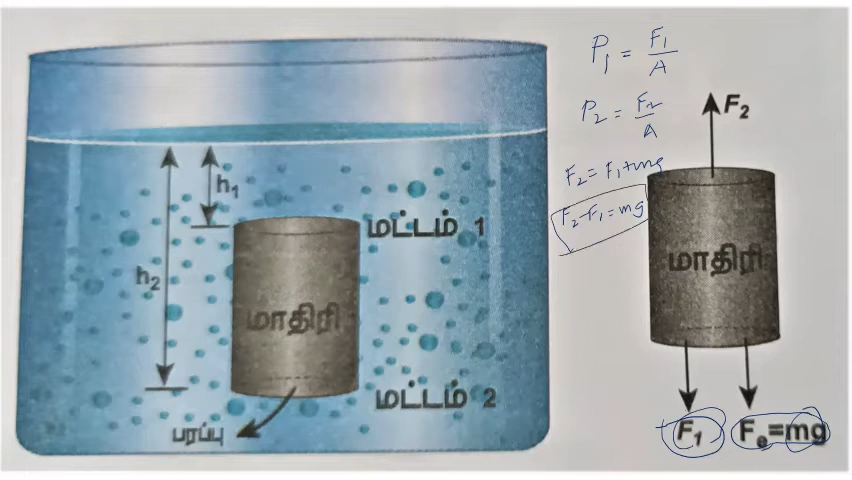 h₁
மட்டம் 1
h₂
மாதிரி
மட்டம் 2
பரப்பு
P₁ = F₁/A
P₂ = F₂/A
F₂ = F₁ + mg
F₂ - F₁ = mg
F₂
மாதிரி
F₁ Fₑ=mg